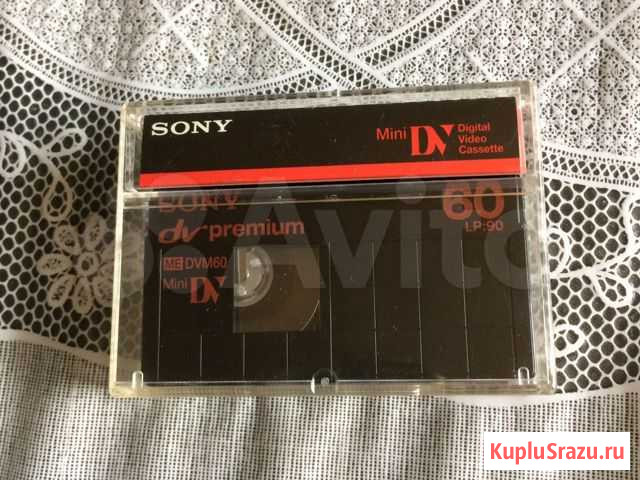 SONY
Mini DV Digital
Video
Cassette
SONY
60
dv premium
LP:90
ME DVM60
Mini DV
Avito
KupluSrazu.ru